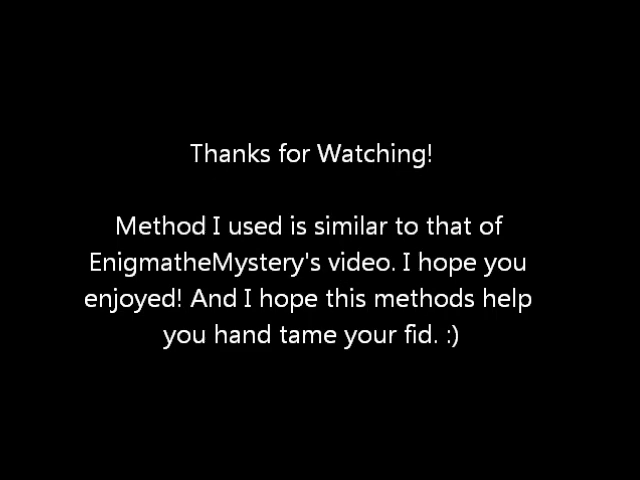 Thanks for Watching!
Method I used is similar to that of
EnigmatheMystery's video. I hope you
enjoyed! And I hope this methods help
you hand tame your fid. :)